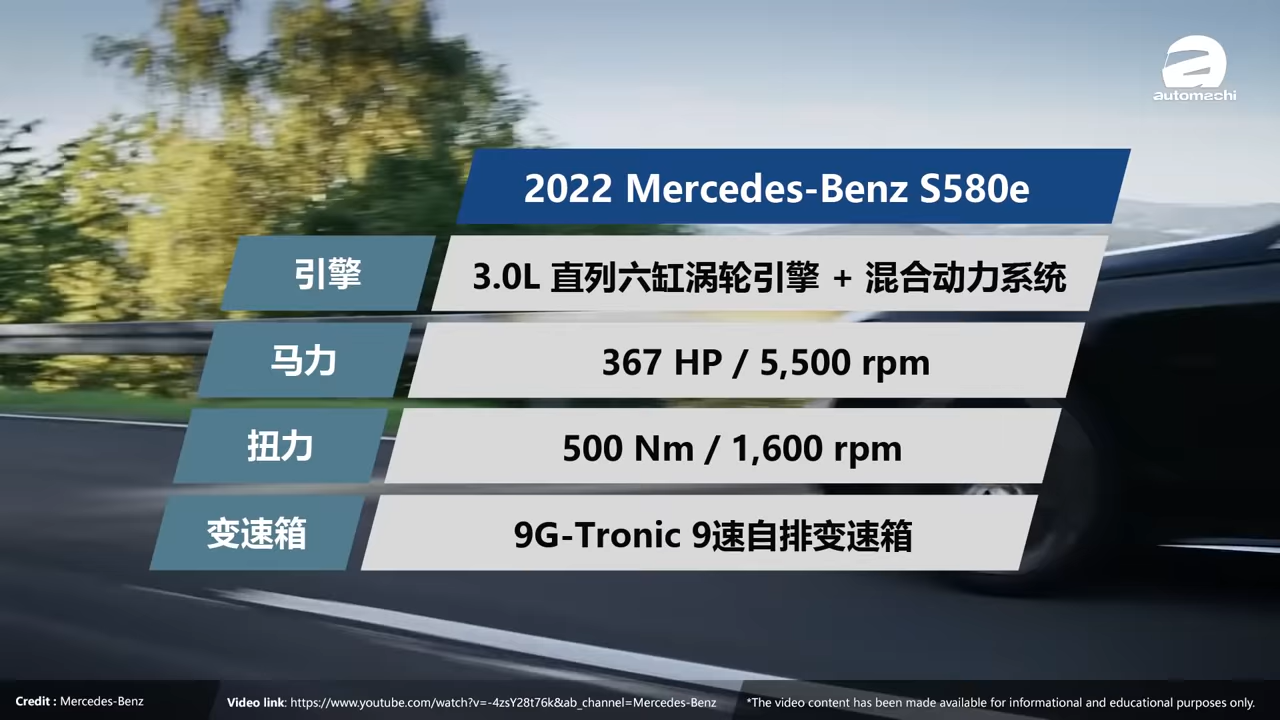 automachi
2022 Mercedes-Benz S580e
引擎
3.0L 直列六缸涡轮引擎 + 混合动力系统
马力
367 HP / 5,500 rpm
扭力
500 Nm / 1,600 rpm
变速箱
9G-Tronic 9速自排变速箱
Credit : Mercedes-Benz
Video link: https://www.youtube.com/watch?v=-4zsY28t76k&ab_channel=Mercedes-Benz
*The video content has been made available for informational and educational purposes only.